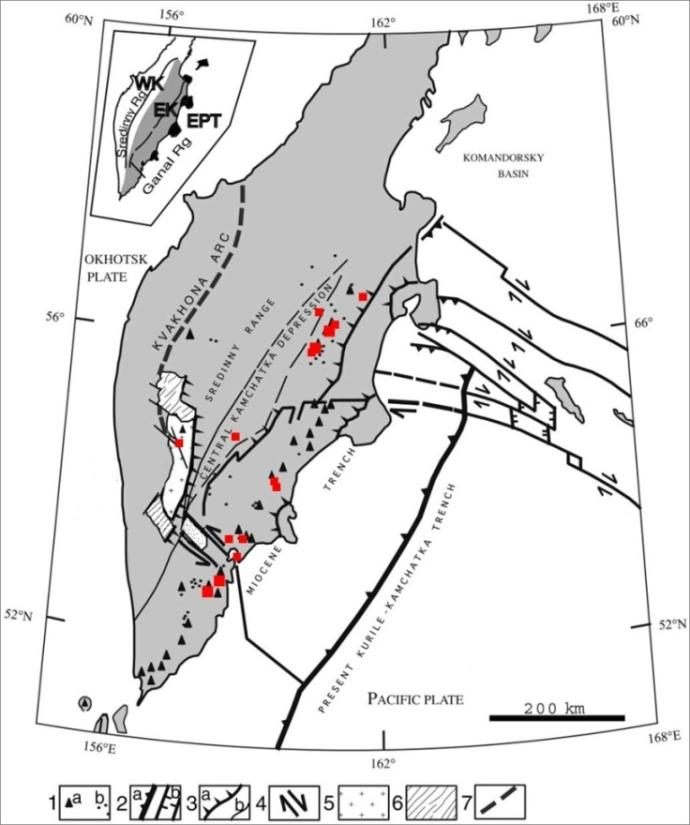 60°N
156°
162°
168°E
60°N
WK
EK
EPT
Sredinny Rg
Ganal Rg
KOMANDORSKY
BASIN
OKHOTSK
PLATE
KVAKHONA ARC
SREDINNY RANGE
CENTRAL KAMCHATKA DEPRESSION
56°
66°
TRENCH
MIOCENE
PRESENT KURILE-KAMCHATKA TRENCH
52°N
52°N
PACIFIC PLATE
200 km
156°E
162°
168°E
1 a b 2 a b 3 a b 4 5 6 7